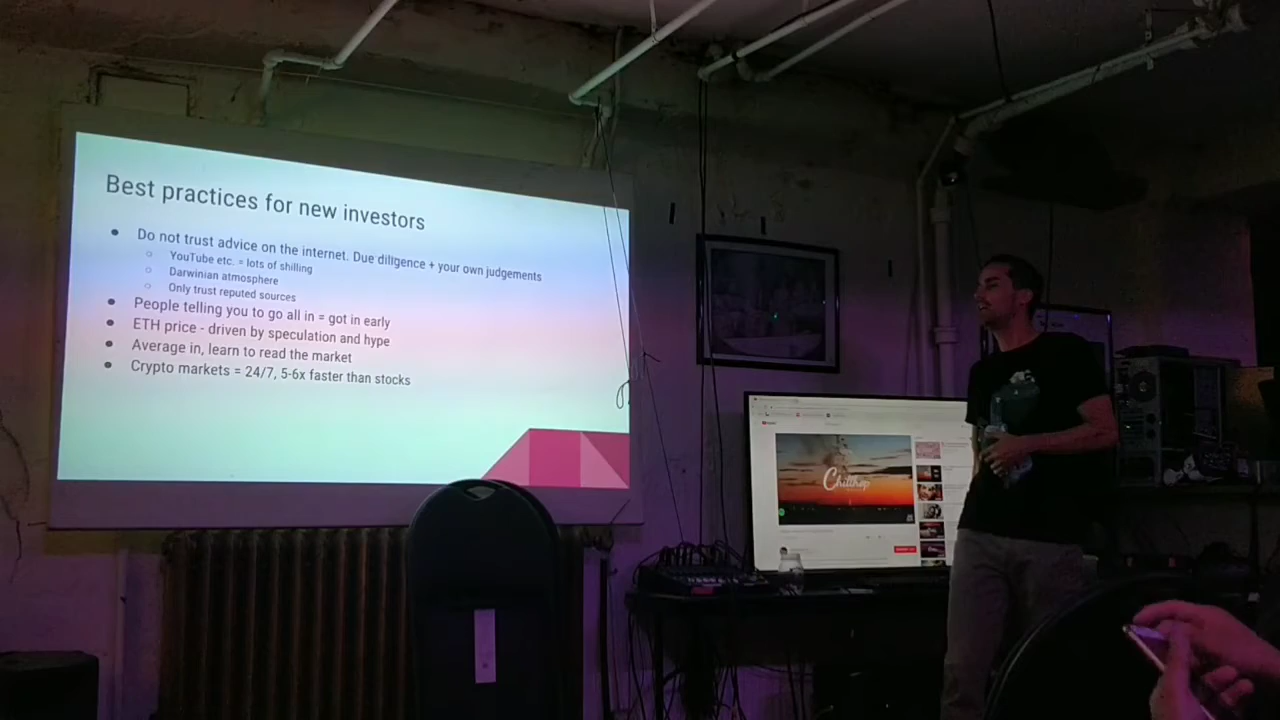 Best practices for new investors
Do not trust advice on the internet. Due diligence + your own judgements
YouTube etc. = lots of shilling
Darwinian atmosphere
Only trust reputed sources
People telling you to go all in = got in early
ETH price - driven by speculation and hype
Average in, learn to read the market
Crypto markets = 24/7, 5-6x faster than stocks
Chillhop